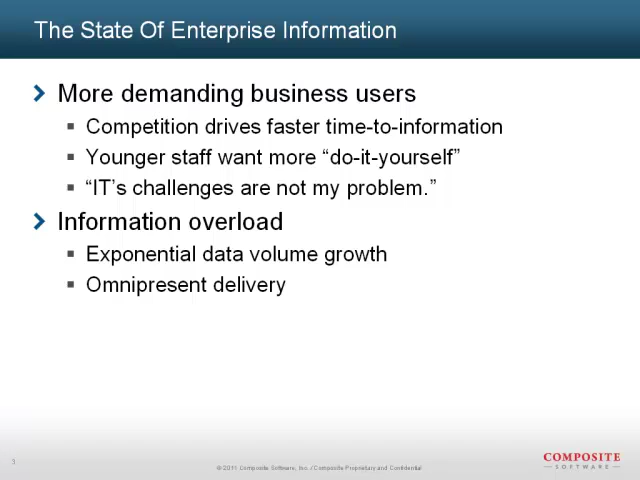 The State Of Enterprise Information
More demanding business users
Competition drives faster time-to-information
Younger staff want more “do-it-yourself”
“IT’s challenges are not my problem.”
Information overload
Exponential data volume growth
Omnipresent delivery
3
© 2011 Composite Software, Inc. / Composite Proprietary and Confidential
COMPOSITE
SOFTWARE